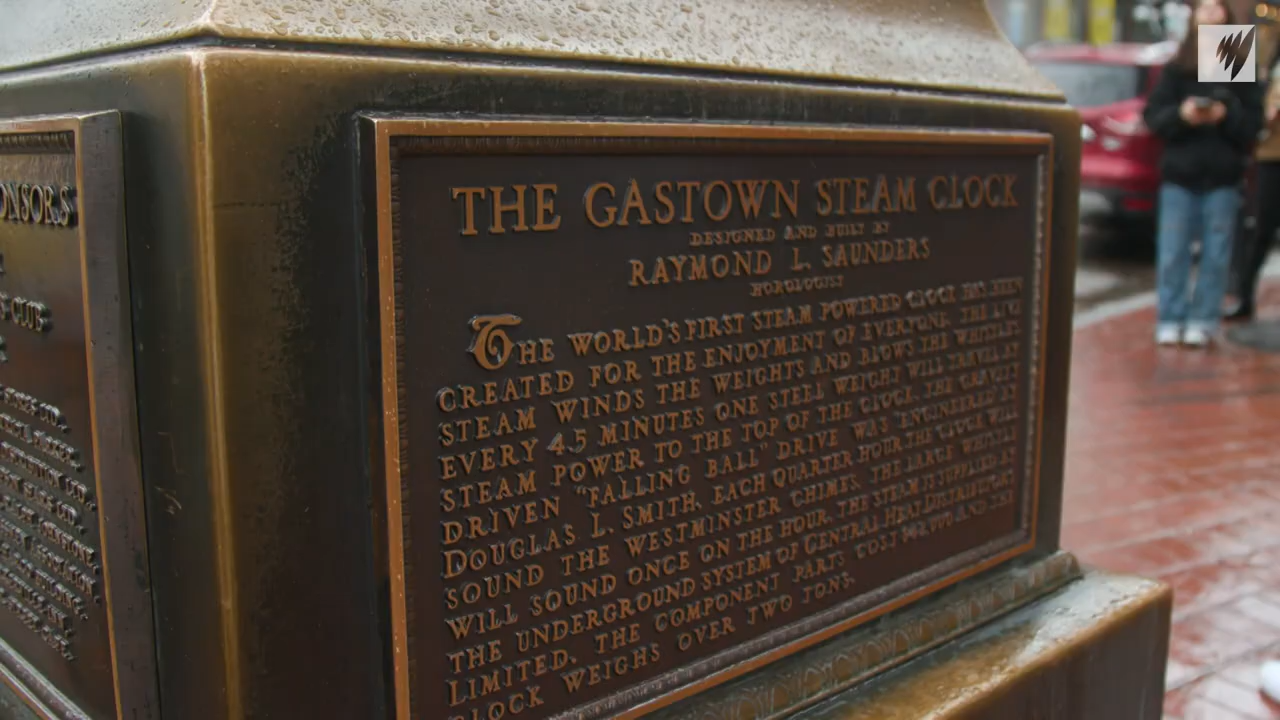 THE GASTOWN STEAM CLOCK
DESIGNED AND BUILT BY
RAYMOND L. SAUNDERS
HOROLOGIST
THE WORLD'S FIRST STEAM POWERED CLOCK HAS BEEN
CREATED FOR THE ENJOYMENT OF EVERYONE. THE LIVE
STEAM WINDS THE WEIGHTS AND BLOWS THE WHISTLES.
EVERY 4.5 MINUTES ONE STEEL WEIGHT WILL TRAVEL BY
STEAM POWER TO THE TOP OF THE CLOCK. THE GRAVITY
DRIVEN "FALLING BALL" DRIVE WAS ENGINEERED BY
DOUGLAS L. SMITH. EACH QUARTER HOUR THE CLOCK WILL
SOUND THE WESTMINSTER CHIMES. THE LARGE WHISTLE
WILL SOUND ONCE ON THE HOUR. THE STEAM IS SUPPLIED BY
THE UNDERGROUND SYSTEM OF CENTRAL HEAT DISTRIBUTORS
LIMITED. THE COMPONENT PARTS COST AND THE
CLOCK WEIGHS OVER TWO TONS.
ONSORS
CLUB